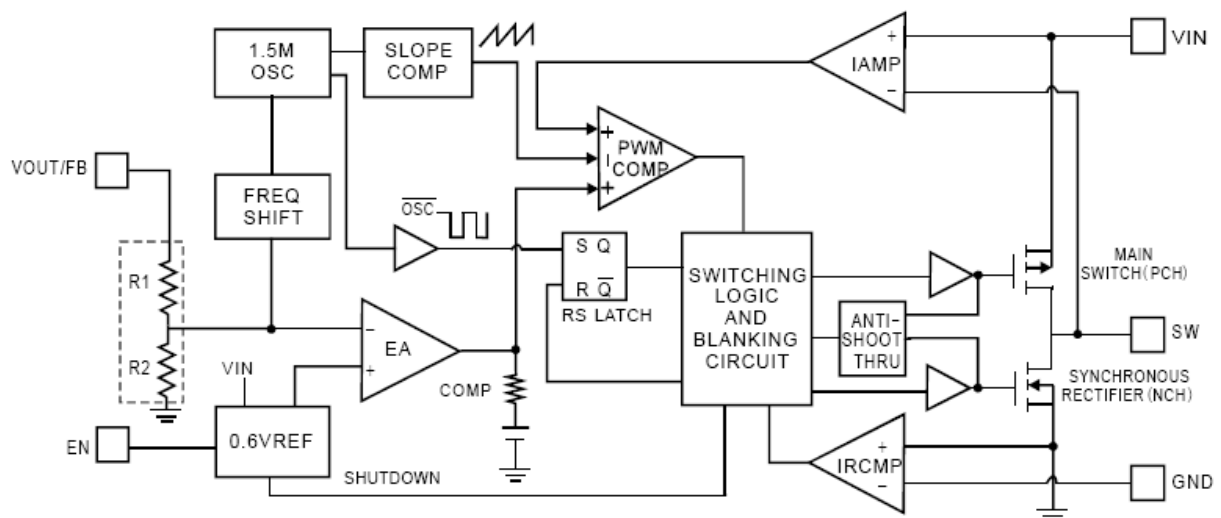 1.5M
OSC
SLOPE
COMP
+
IAMP
−
VIN
VOUT/FB
FREQ
SHIFT
+
PWM
COMP
+
OSC
R1
R2
S Q
R Q
RS LATCH
SWITCHING
LOGIC
AND
BLANKING
CIRCUIT
ANTI-
SHOOT
THRU
MAIN
SWITCH(PCH)
SW
SYNCHRONOUS
RECTIFIER (NCH)
−
EA
+
VIN
COMP
EN
0.6VREF
SHUTDOWN
+
IRCMP
−
GND